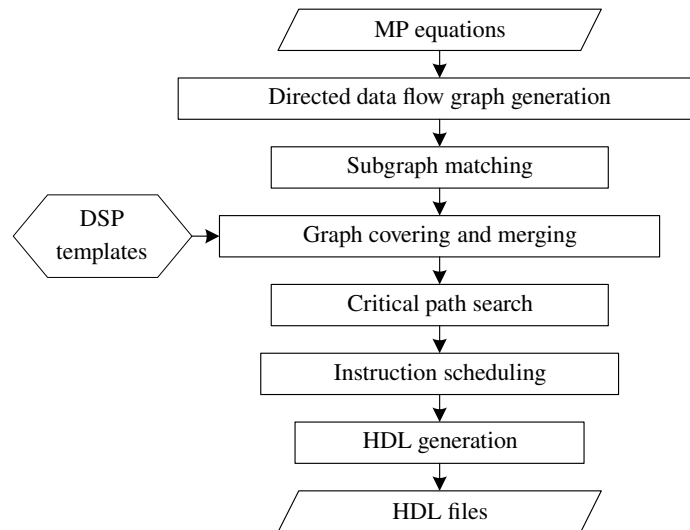 MP equations
Directed data flow graph generation
Subgraph matching
DSP
templates
Graph covering and merging
Critical path search
Instruction scheduling
HDL generation
HDL files